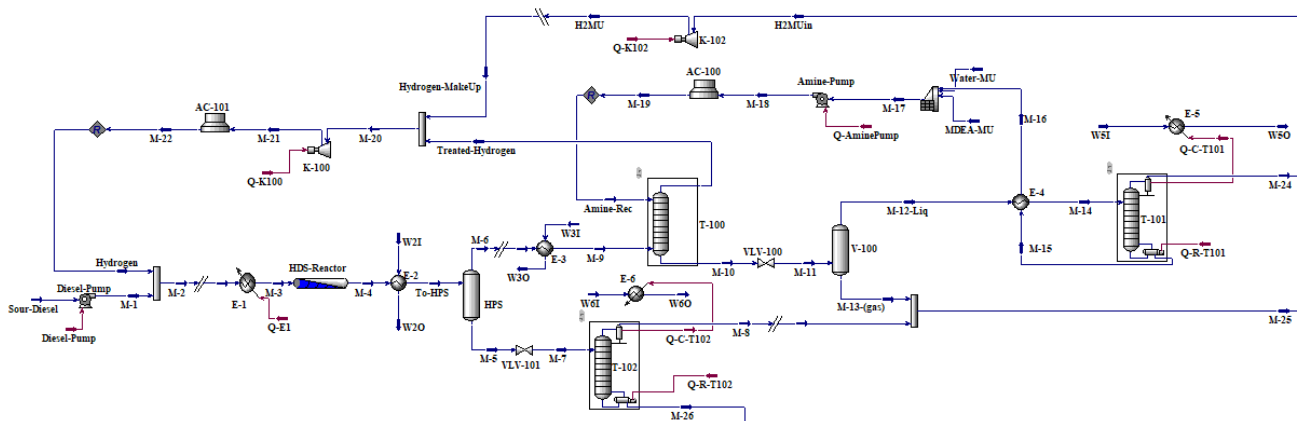 H2MU
H2MUin
K-102
Q-K102
AC-100
Amine-Pump
Water-MU
Hydrogen-MakeUp
AC-101
R
M-19
M-18
M-17
M-16
E-5
W5I
W5O
MDEA-MU
Q-AminePump
Q-C-T101
R
M-22
M-21
M-20
K-100
Trented-Hydrogen
Q-K100
M-24
E-4
M-12-Liq
M-14
T-101
Amine-Rec
T-100
V-100
M-15
W3I
M-6
Q-R-T101
Hydrogen
W2I
E-3
M-9
VLV-100
HDS-Reactor
W3O
M-10
M-11
Diesel-Pump
E-2
E-6
M-2
E-1
M-3
M-4
To-HPS
HPS
W6I
W6O
M-13-(gas)
Sour-Diesel
M-1
Q-E1
W2O
M-8
M-25
Diesel-Pump
Q-C-T102
M-5
M-7
VLV-101
T-102
Q-R-T102
M-26